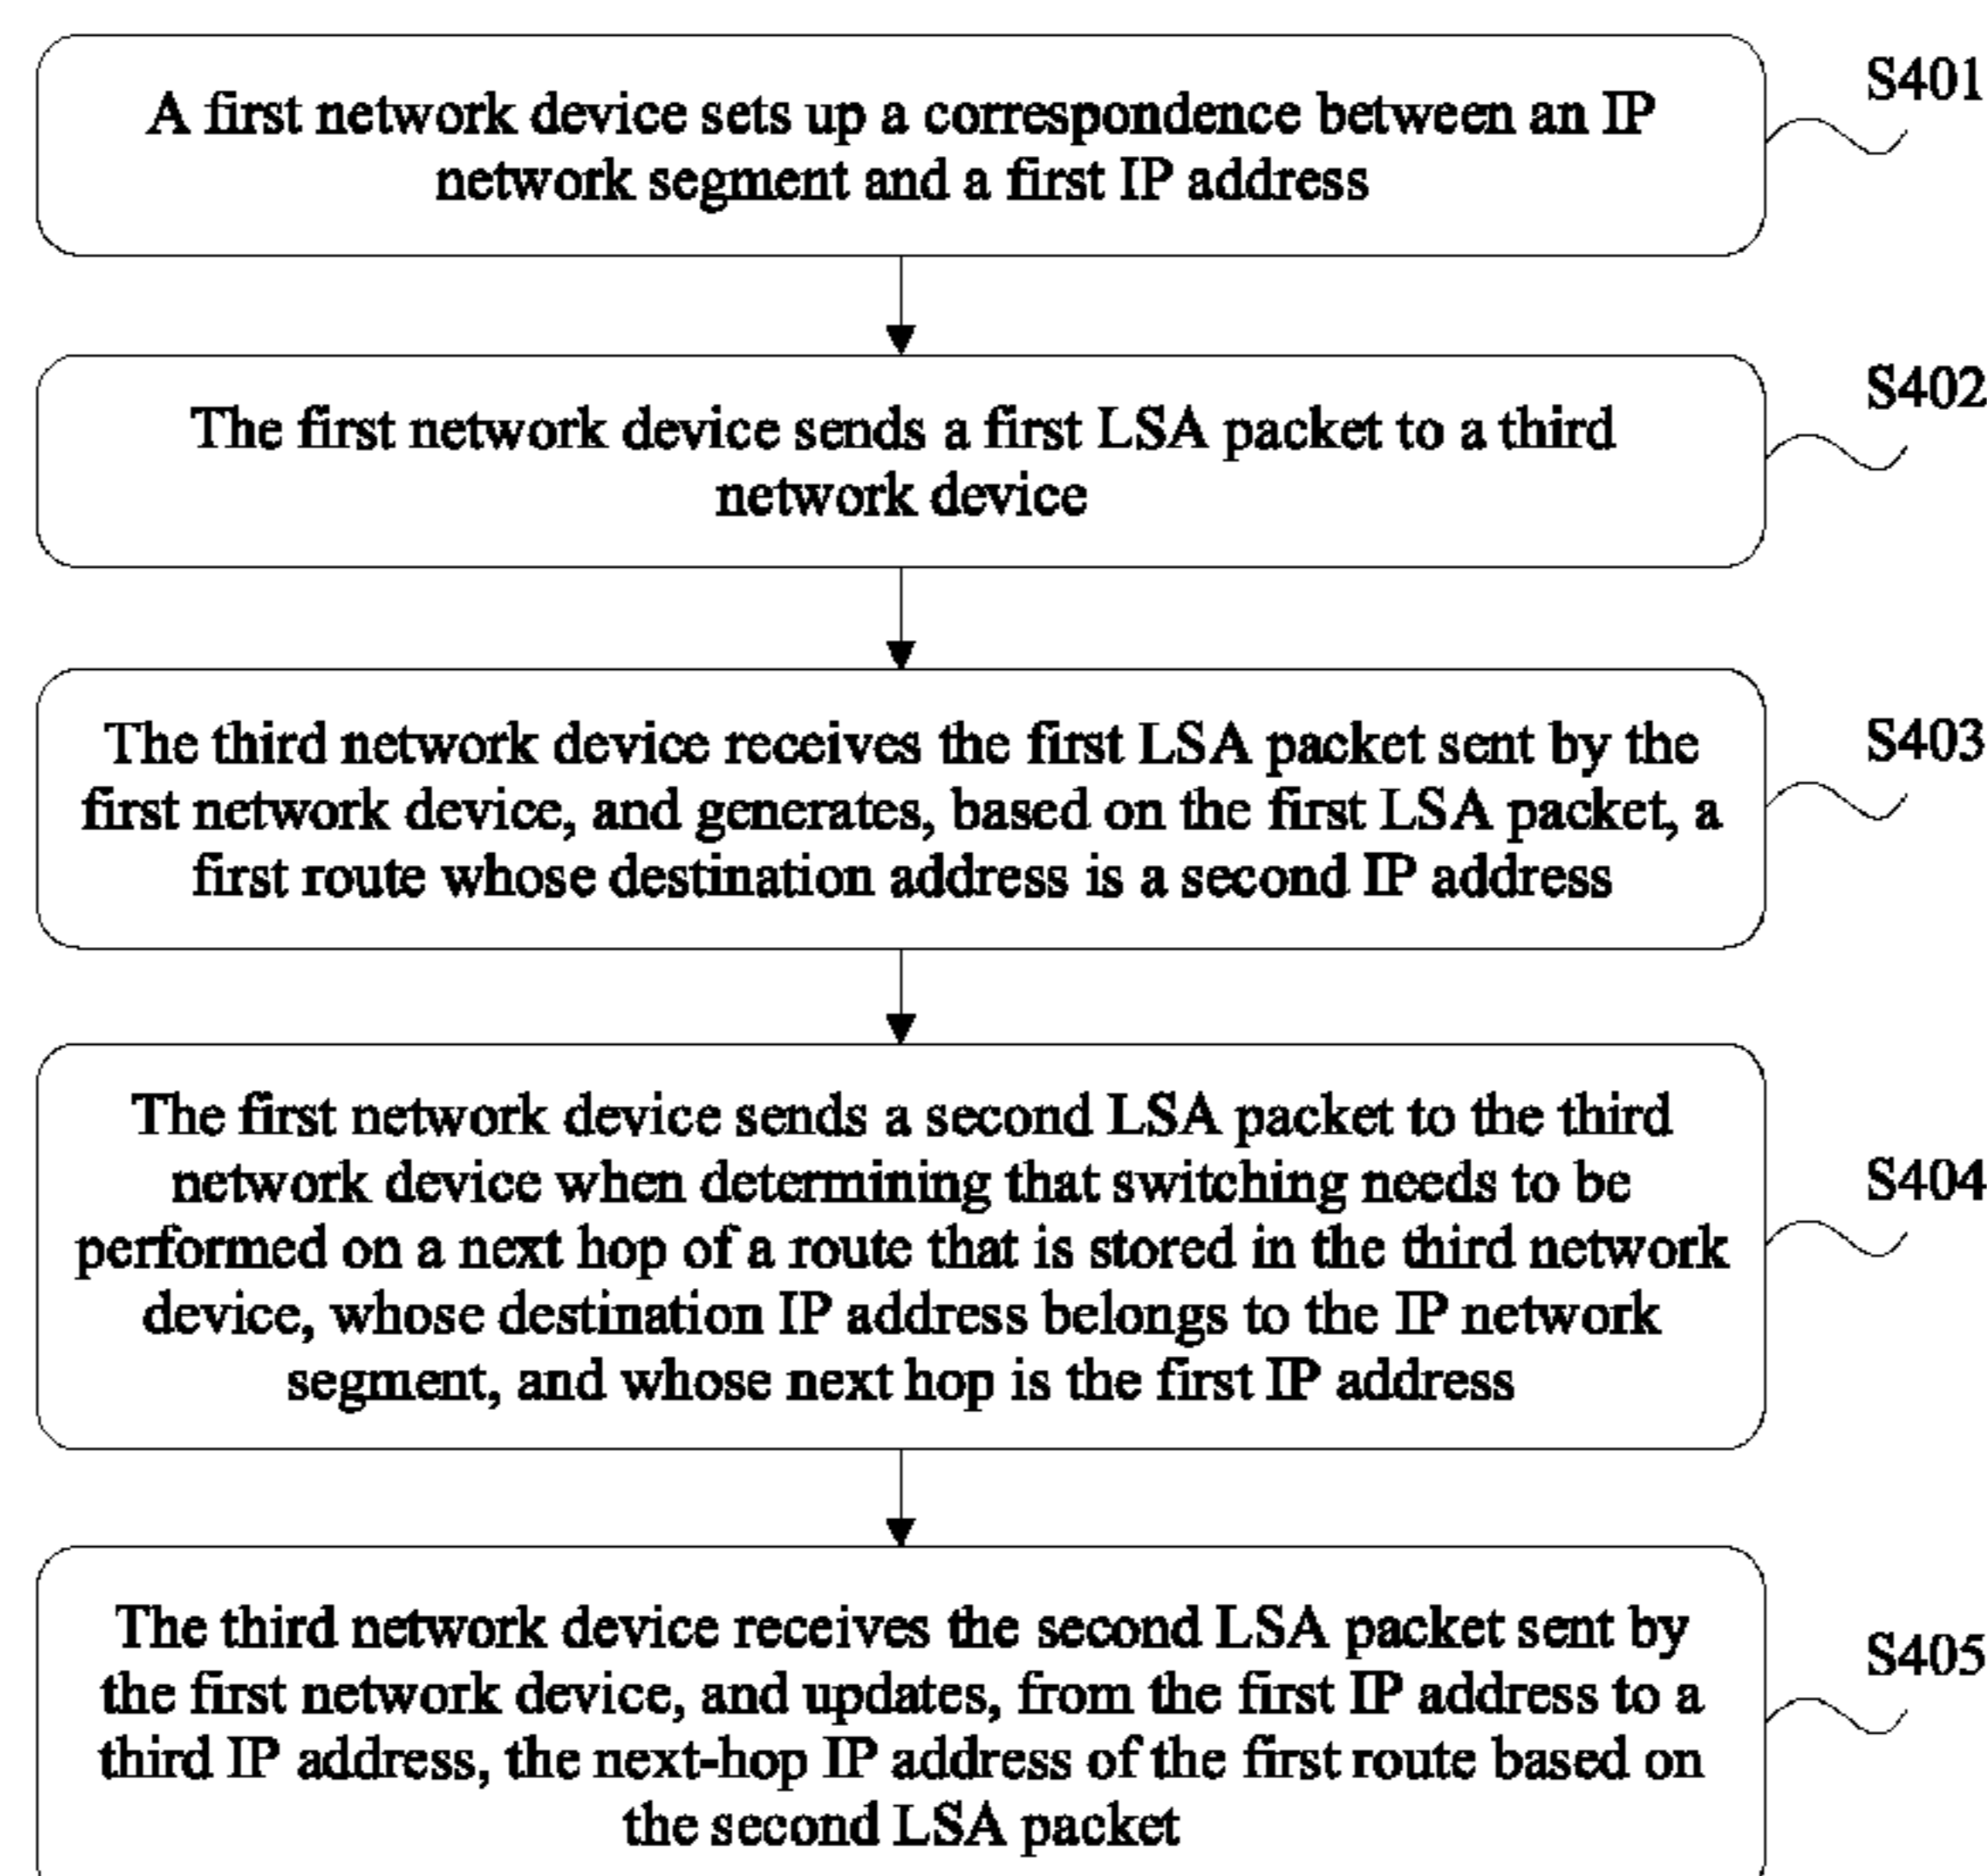 A first network device sets up a correspondence between an IP
network segment and a first IP address
S401
The first network device sends a first LSA packet to a third
network device
S402
The third network device receives the first LSA packet sent by the
first network device, and generates, based on the first LSA packet, a
first route whose destination address is a second IP address
S403
The first network device sends a second LSA packet to the third
network device when determining that switching needs to be
performed on a next hop of a route that is stored in the third network
device, whose destination IP address belongs to the IP network
segment, and whose next hop is the first IP address
S404
The third network device receives the second LSA packet sent by
the first network device, and updates, from the first IP address to a
third IP address, the next-hop IP address of the first route based on
the second LSA packet
S405